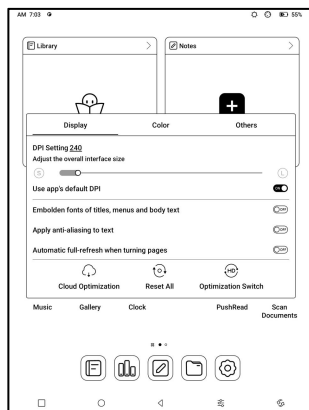 AM 7:03
55%
Library
Notes
Display
Color
Others
DPI Setting 240
Adjust the overall interface size
S
L
Use app's default DPI
ON
Embolden fonts of titles, menus and body text
OFF
Apply anti-aliasing to text
OFF
Automatic full-refresh when turning pages
OFF
HD
Cloud Optimization
Reset All
Optimization Switch
Music
Gallery
Clock
PushRead
Scan
Documents